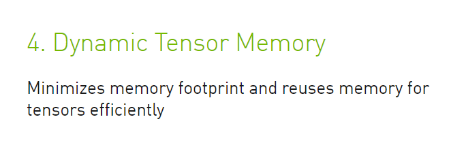 4. Dynamic Tensor Memory
Minimizes memory footprint and reuses memory for
tensors efficiently